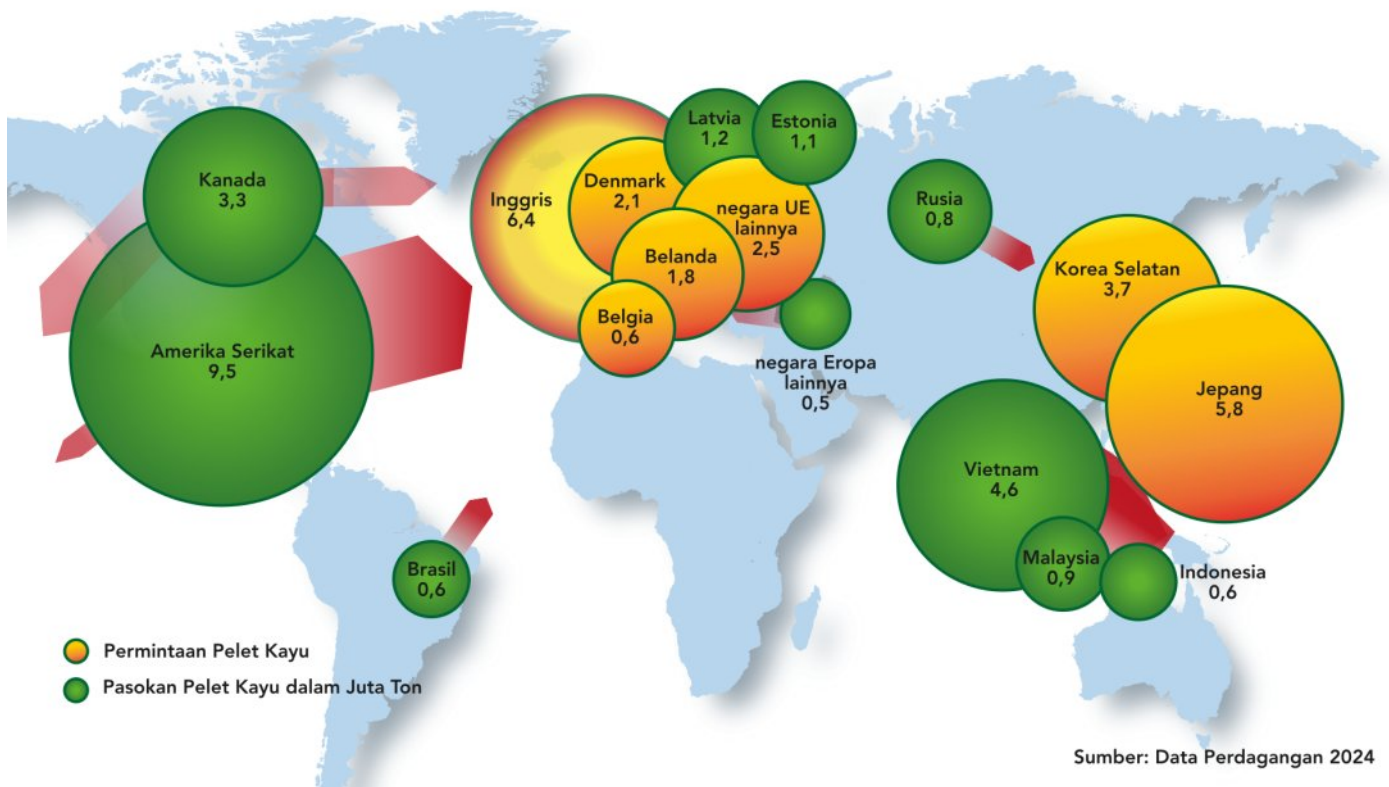 Kanada
3,3
Amerika Serikat
9,5
Brasil
0,6
Inggris
6,4
Denmark
2,1
Latvia
1,2
Estonia
1,1
negara UE
lainnya
2,5
Belanda
1,8
Belgia
0,6
negara Eropa
lainnya
0,5
Rusia
0,8
Korea Selatan
3,7
Jepang
5,8
Vietnam
4,6
Malaysia
0,9
Indonesia
0,6
Permintaan Pelet Kayu
Pasokan Pelet Kayu dalam Juta Ton
Sumber: Data Perdagangan 2024